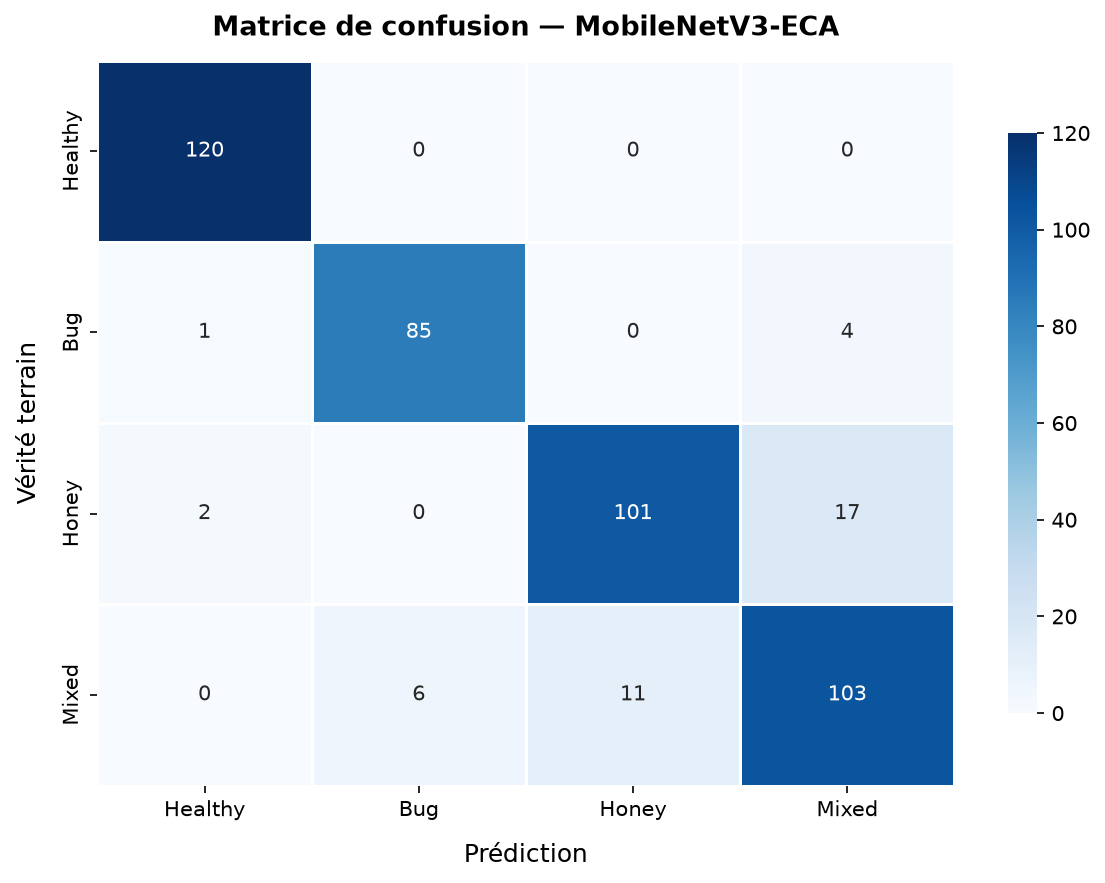 Matrice de confusion — MobileNetV3-ECA
Vérité terrain
Healthy 120 0 0 0
Bug 1 85 0 4
Honey 2 0 101 17
Mixed 0 6 11 103
Healthy Bug Honey Mixed
Prédiction
120
100
80
60
40
20
0